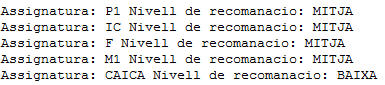 Assignatura: P1 Nivell de recomanacio: MITJA
Assignatura: IC Nivell de recomanacio: MITJA
Assignatura: F Nivell de recomanacio: MITJA
Assignatura: M1 Nivell de recomanacio: MITJA
Assignatura: CAICA Nivell de recomanacio: BAIXA